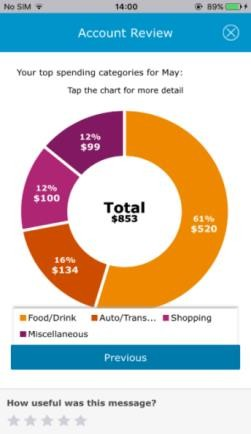 No SIM 14:00 89%
Account Review
Your top spending categories for May:
Tap the chart for more detail
12%
$99
12%
$100
61%
$520
16%
$134
Total
$853
Food/Drink Auto/Trans... Shopping
Miscellaneous
Previous
How useful was this message?